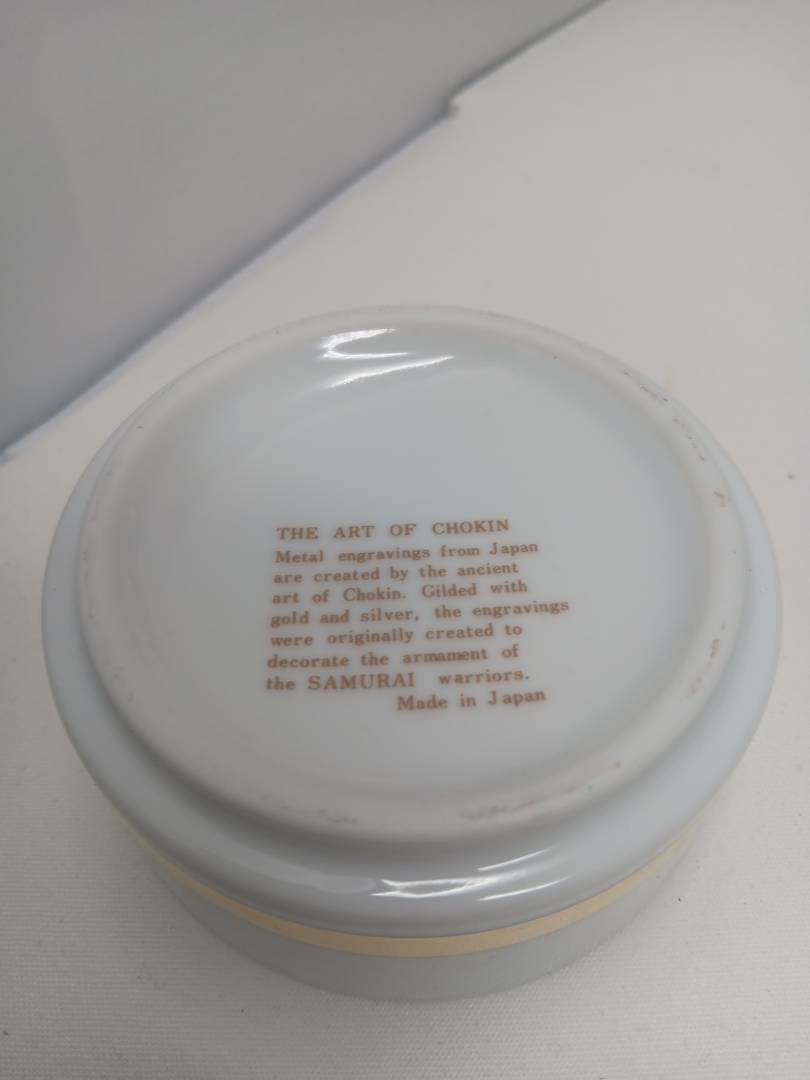 THE ART OF CHOKIN
Metal engravings from Japan
are created by the ancient
art of Chokin. Gilded with
gold and silver, the engravings
were originally created to
decorate the armament of
the SAMURAI warriors.
Made in Japan